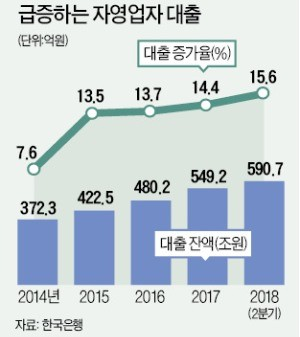 급증하는 자영업자 대출
(단위:억원)
대출 증가율(%)
7.6 13.5 13.7 14.4 15.6
372.3 422.5 480.2 549.2 590.7
대출 잔액(조원)
2014년 2015 2016 2017 2018
(2분기)
자료: 한국은행